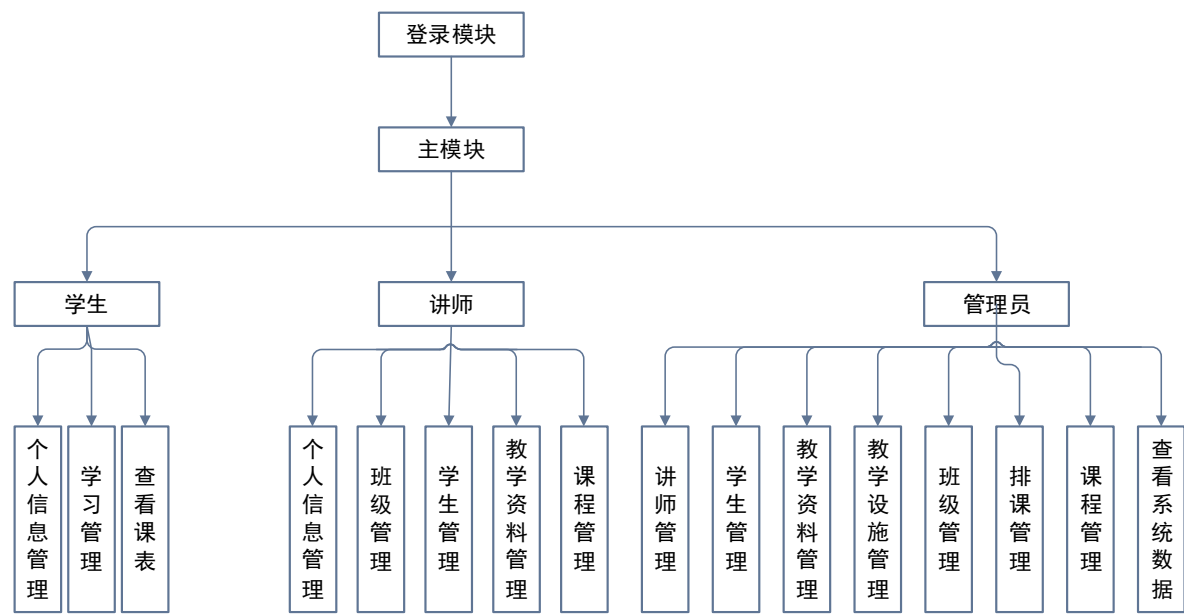 登录模块
主模块
学生
讲师
管理员
个人信息管理
学习管理
查看课表
个人信息管理
班级管理
学生管理
教学资料管理
课程管理
讲师管理
学生管理
教学资料管理
教学设施管理
班级管理
排课管理
课程管理
查看系统数据